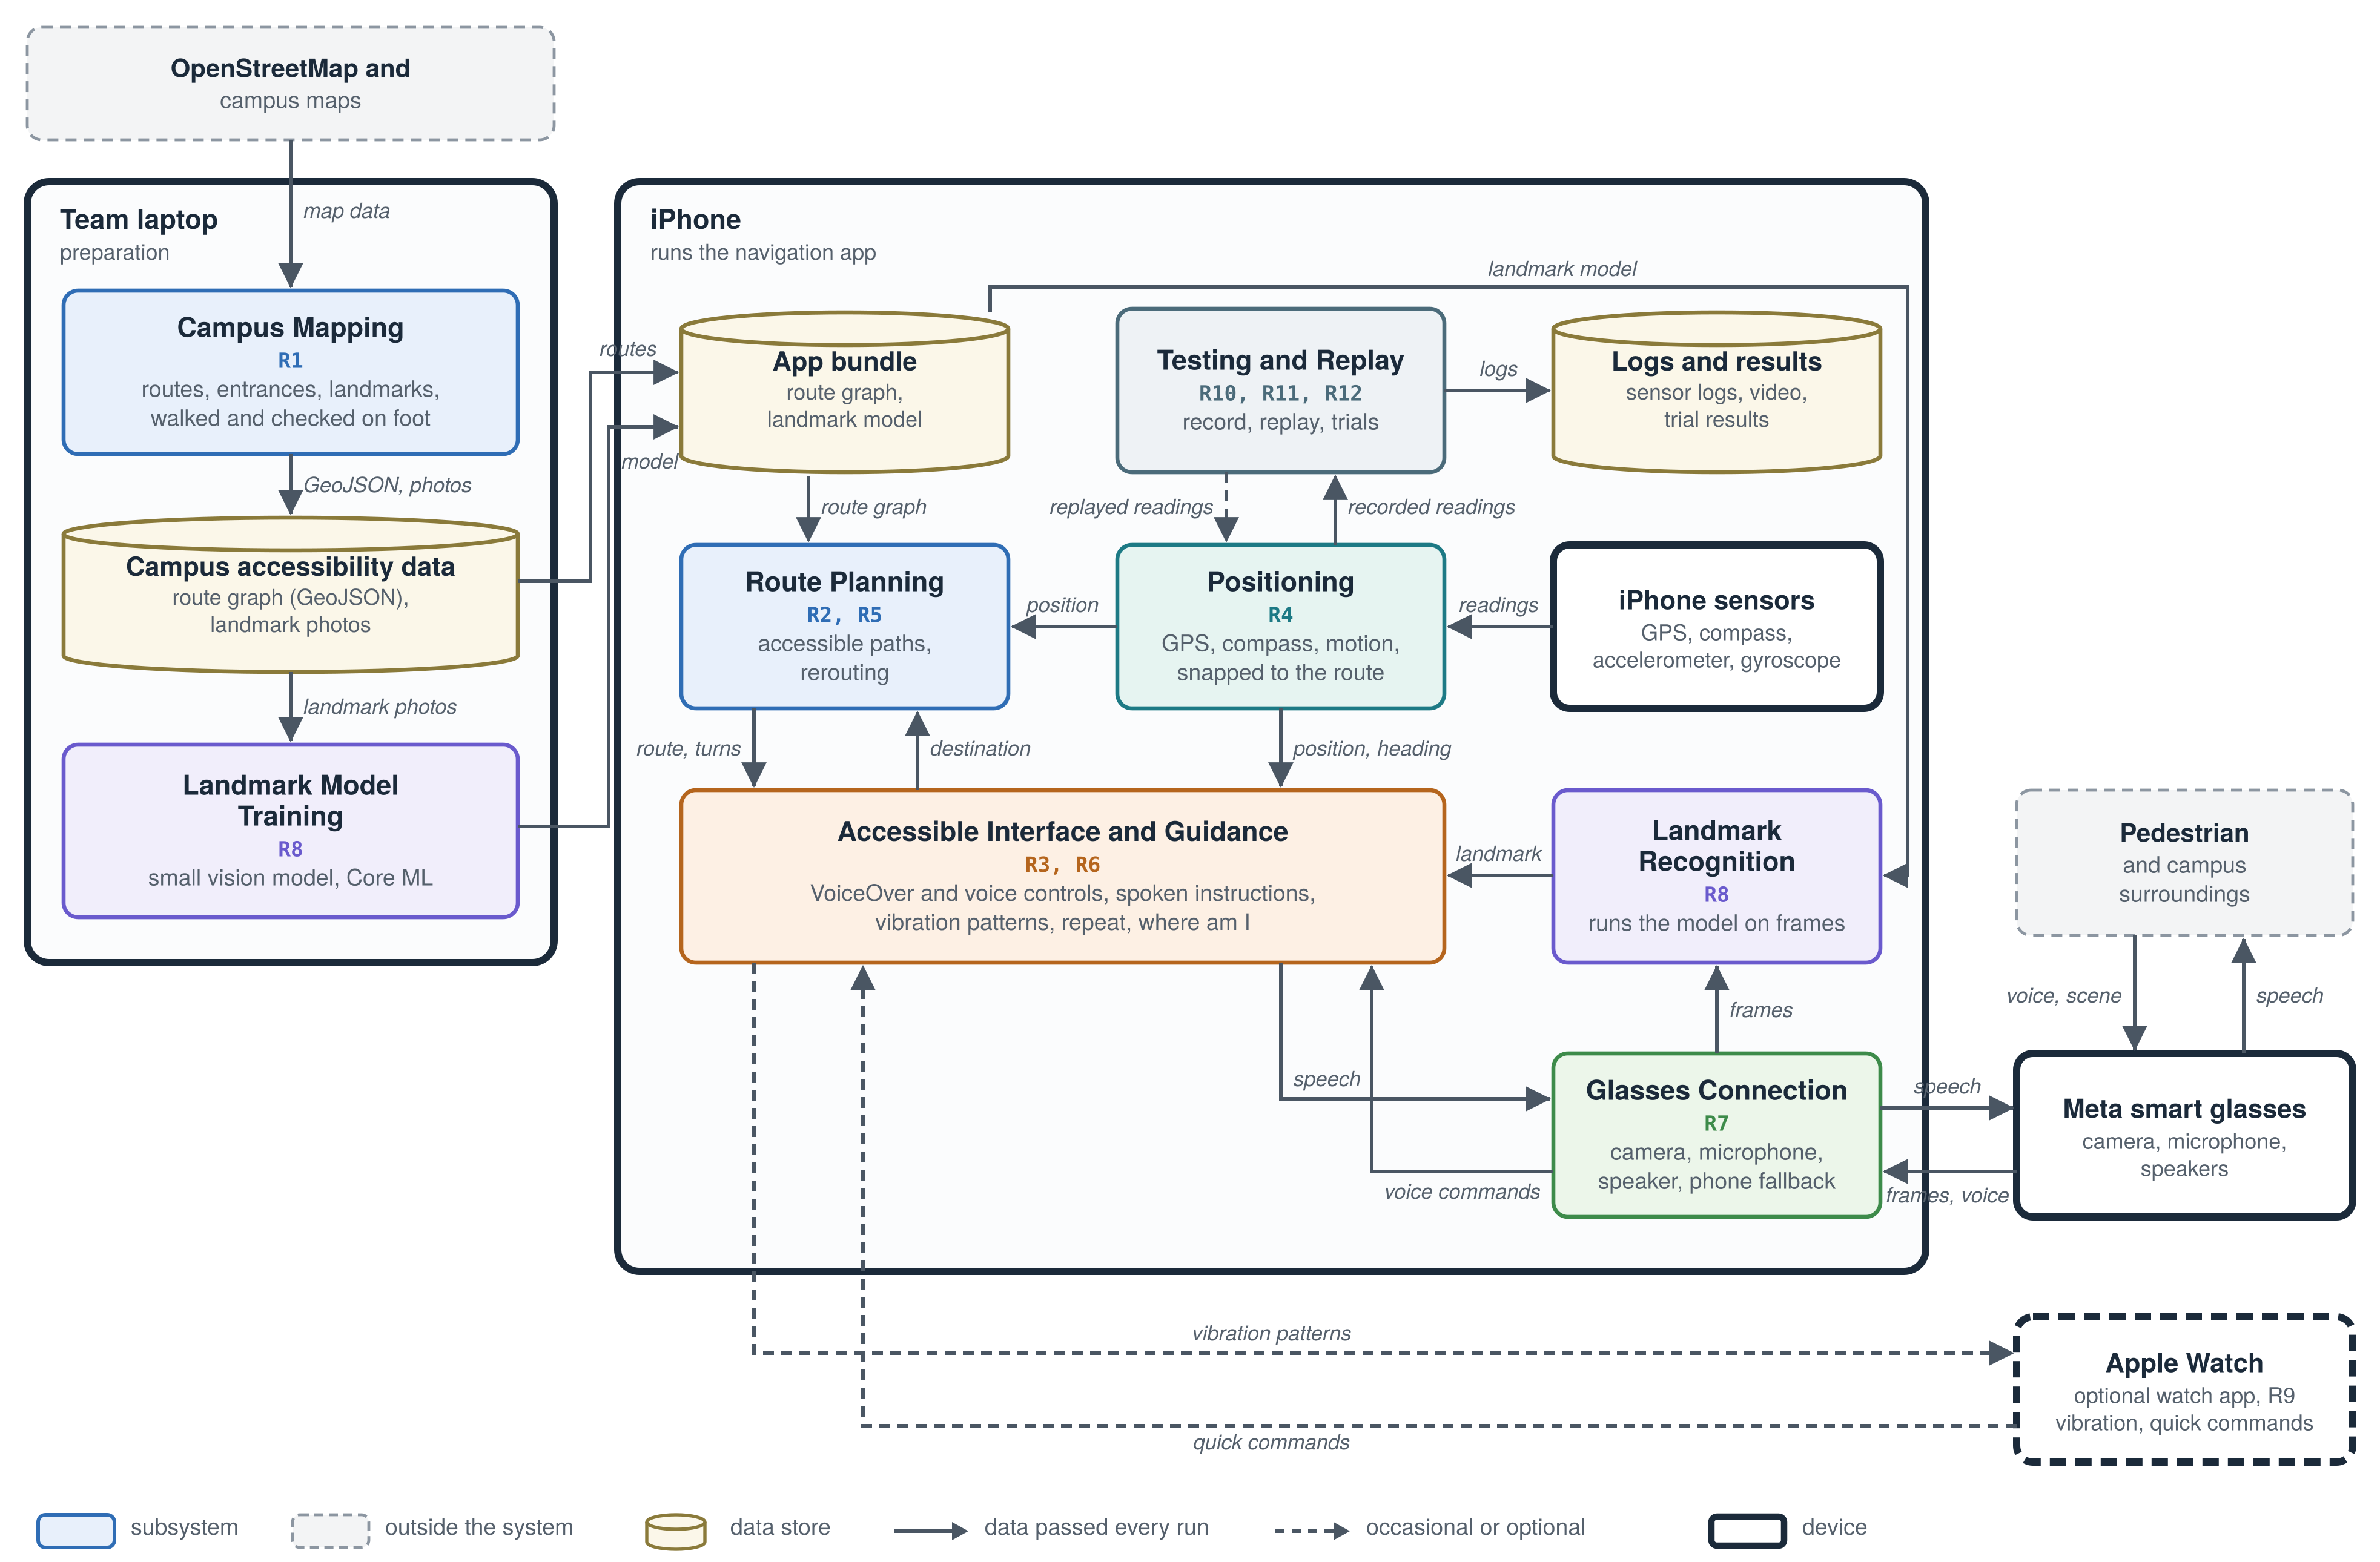 OpenStreetMap and
campus maps
Team laptop
preparation
map data
Campus Mapping
R1
routes, entrances, landmarks,
walked and checked on foot
GeoJSON, photos
Campus accessibility data
route graph (GeoJSON),
landmark photos
landmark photos
Landmark Model
Training
R8
small vision model, Core ML
routes
model
iPhone
runs the navigation app
landmark model
App bundle
route graph,
landmark model
Testing and Replay
R10, R11, R12
record, replay, trials
logs
Logs and results
sensor logs, video,
trial results
route graph
replayed readings
recorded readings
Route Planning
R2, R5
accessible paths,
rerouting
position
Positioning
R4
GPS, compass, motion,
snapped to the route
readings
iPhone sensors
GPS, compass,
accelerometer, gyroscope
route, turns
destination
position, heading
Accessible Interface and Guidance
R3, R6
VoiceOver and voice controls, spoken instructions,
vibration patterns, repeat, where am I
landmark
Landmark
Recognition
R8
runs the model on frames
Pedestrian
and campus
surroundings
voice, scene
speech
frames
speech
voice commands
Glasses Connection
R7
camera, microphone,
speaker, phone fallback
speech
frames, voice
Meta smart glasses
camera, microphone,
speakers
vibration patterns
quick commands
Apple Watch
optional watch app, R9
vibration, quick commands
subsystem
outside the system
data store
data passed every run
occasional or optional
device